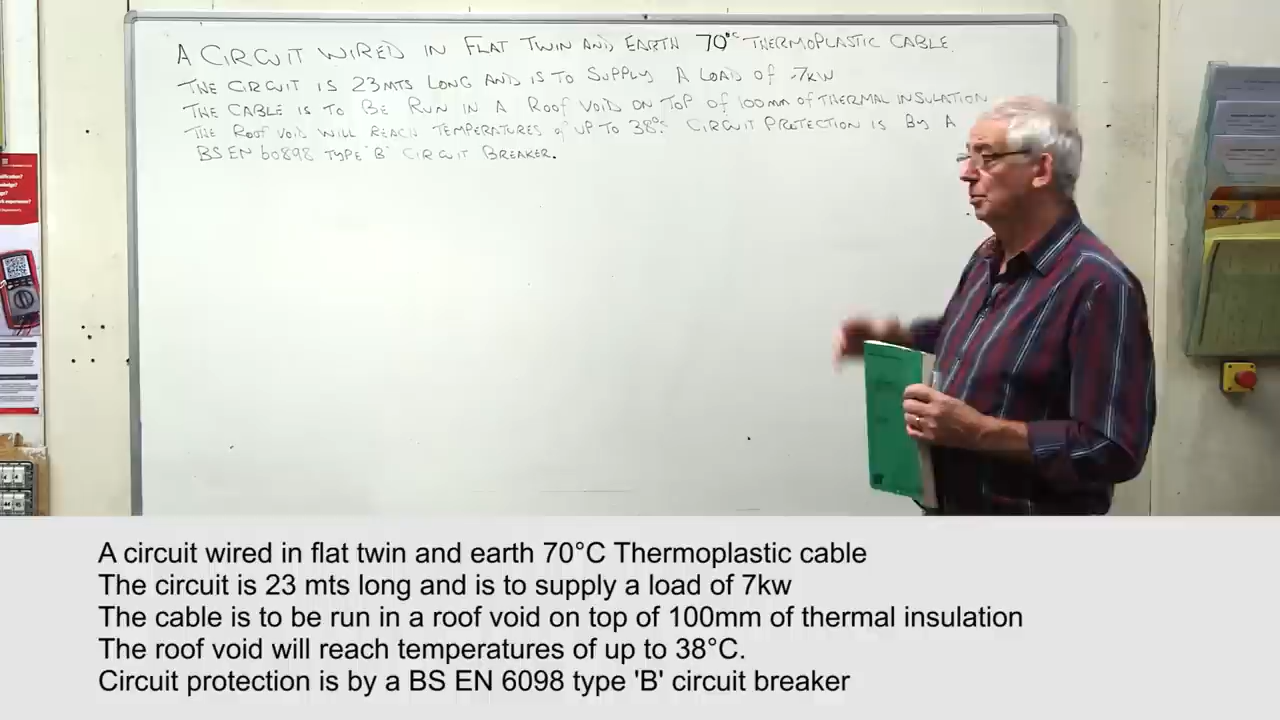 A CIRCUIT WIRED IN FLAT TWIN AND EARTH 70°C THERMOPLASTIC CABLE.
THE CIRCUIT IS 23MTS LONG AND IS TO SUPPLY A LOAD OF 7KW
THE CABLE IS TO BE RUN IN A ROOF VOID ON TOP OF 100MM OF THERMAL INSULATION
THE ROOF VOID WILL REACH TEMPERATURES OF UP TO 38°C. CIRCUIT PROTECTION IS BY A
BS EN 60898 TYPE 'B' CIRCUIT BREAKER.
A circuit wired in flat twin and earth 70°C Thermoplastic cable
The circuit is 23 mts long and is to supply a load of 7kw
The cable is to be run in a roof void on top of 100mm of thermal insulation
The roof void will reach temperatures of up to 38°C.
Circuit protection is by a BS EN 6098 type 'B' circuit breaker